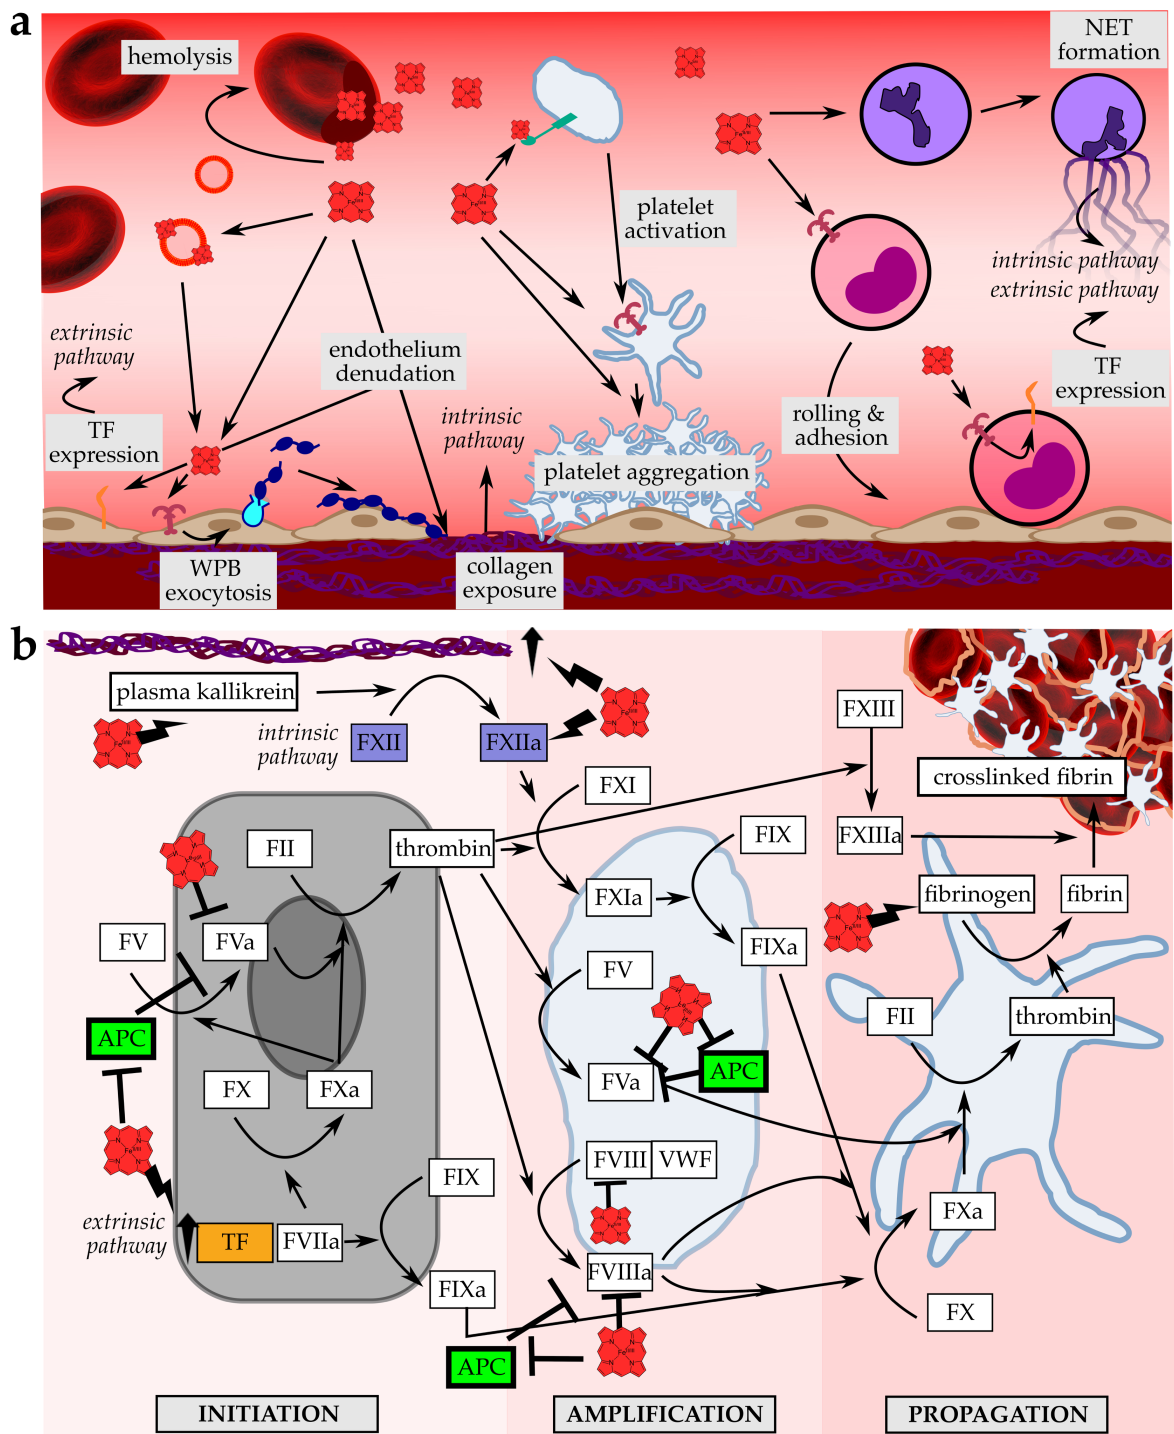 a
hemolysis
NET
formation
platelet
activation
intrinsic pathway
extrinsic pathway
extrinsic
pathway
endothelium
denudation
TF
expression
intrinsic
pathway
rolling &
adhesion
TF
expression
platelet aggregation
WPB
exocytosis
collagen
exposure
b
plasma kallikrein
intrinsic
pathway
FXII
FXIIa
FXIII
FXI
crosslinked fibrin
FII
thrombin
FIX
FXIIIa
FXIa
fibrinogen
fibrin
FV
FVa
FV
FIXa
FII
thrombin
APC
FX
FXa
FVa
APC
FIX
FVIII
VWF
FXa
extrinsic
pathway
TF
FVIIa
FIXa
FVIIIa
FX
APC
INITIATION
AMPLIFICATION
PROPAGATION